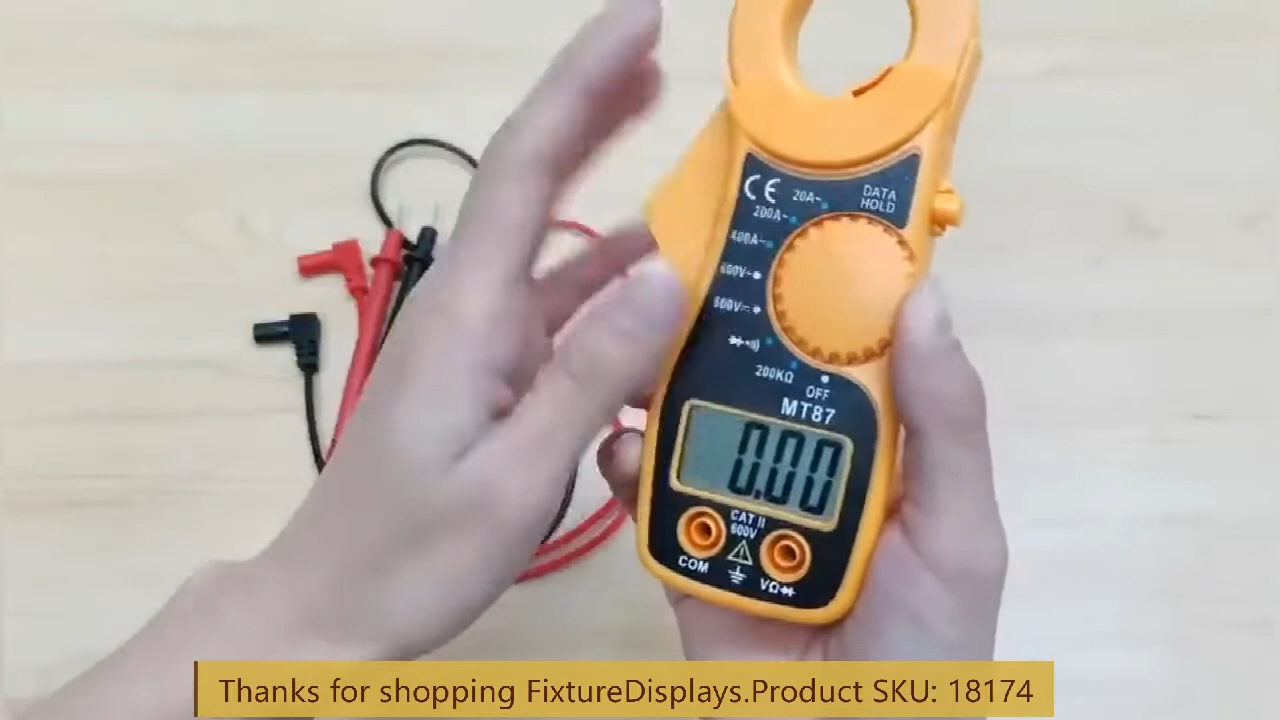 CE
20A~
DATA
HOLD
200A~
400A~
600V~
600V⎓
200KΩ
OFF
MT87
0.00
CAT II
600V
COM
VΩ
Thanks for shopping FixtureDisplays.Product SKU: 18174